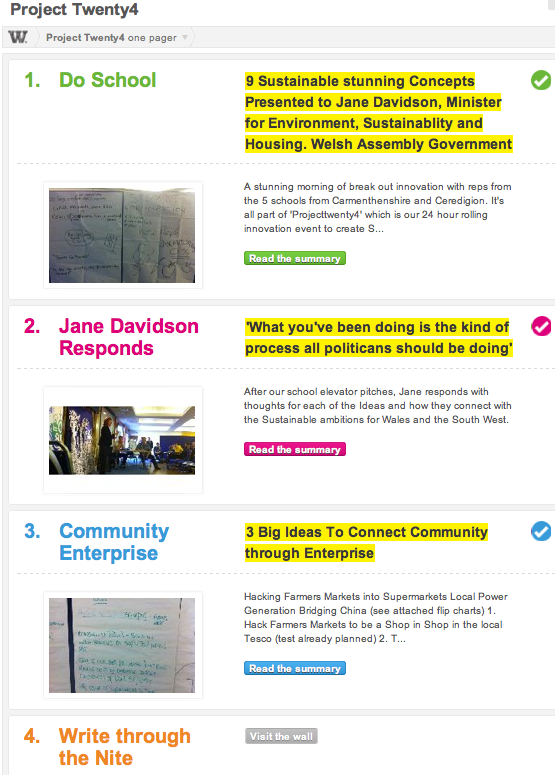 Project Twenty4
W. Project Twenty4 one pager
1. Do School
9 Sustainable stunning Concepts
Presented to Jane Davidson, Minister
for Environment, Sustainablity and
Housing. Welsh Assembly Government
A stunning morning of break out innovation with reps from
the 5 schools from Carmenthenshire and Ceredigion. It's
all part of 'Projecttwenty4' which is our 24 hour rolling
innovation event to create S...
Read the summary
2. Jane Davidson
Responds
'What you've been doing is the kind of
process all politicans should be doing'
After our school elevator pitches, Jane responds with
thoughts for each of the Ideas and how they connect with
the Sustainable ambitions for Wales and the South West.
Read the summary
3. Community
Enterprise
3 Big Ideas To Connect Community
through Enterprise
Hacking Farmers Markets into Supermarkets Local Power
Generation Bridging China (see attached flip charts) 1.
Hack Farmers Markets to be a Shop in Shop in the local
Tesco (test already planned) 2. T...
Read the summary
4. Write through
the Nite
Visit the wall